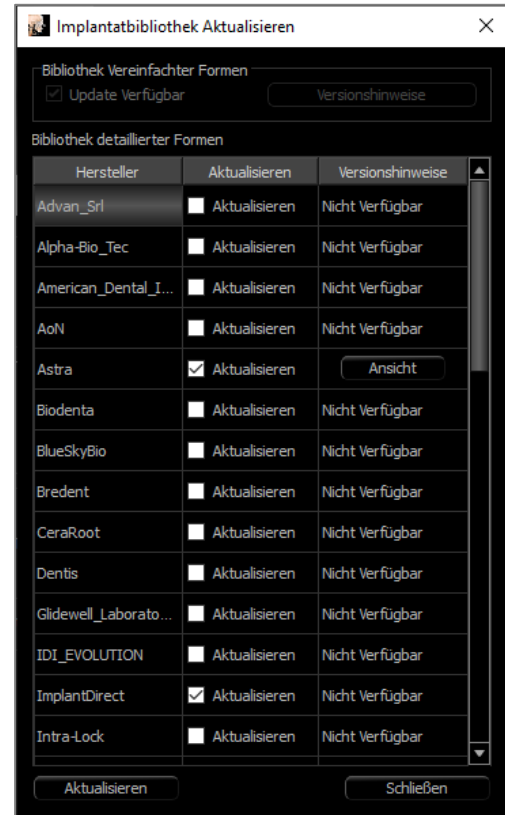 Implantatbibliothek Aktualisieren
Bibliothek Vereinfachter Formen
Update Verfügbar Versionshinweise
Bibliothek detaillierter Formen
Hersteller Aktualisieren Versionshinweise
Advan_Srl Aktualisieren Nicht Verfügbar
Alpha-Bio_Tec Aktualisieren Nicht Verfügbar
American_Dental_I... Aktualisieren Nicht Verfügbar
AoN Aktualisieren Nicht Verfügbar
Astra Aktualisieren Ansicht
Biodenta Aktualisieren Nicht Verfügbar
BlueSkyBio Aktualisieren Nicht Verfügbar
Bredent Aktualisieren Nicht Verfügbar
CeraRoot Aktualisieren Nicht Verfügbar
Dentis Aktualisieren Nicht Verfügbar
Glidewell_Laborato... Aktualisieren Nicht Verfügbar
IDI_EVOLUTION Aktualisieren Nicht Verfügbar
ImplantDirect Aktualisieren Nicht Verfügbar
Intra-Lock Aktualisieren Nicht Verfügbar
Aktualisieren Schließen